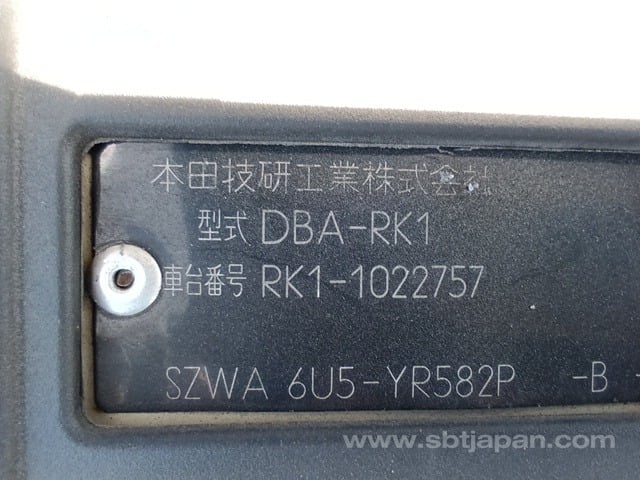 本田技研工業株式会社
型式 DBA-RK1
車台番号 RK1-1022757
SZWA 6U5-YR582P -B -
www.sbtjapan.com